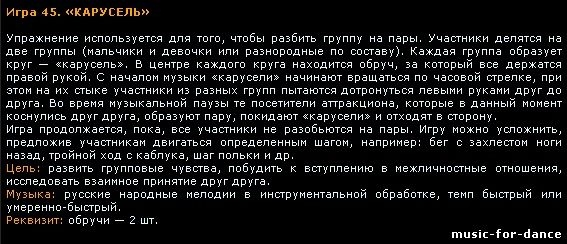 Игра 45. «КАРУСЕЛЬ»
Упражнение используется для того, чтобы разбить группу на пары. Участники делятся на
две группы (мальчики и девочки или разнородные по составу). Каждая группа образует
круг — «карусель». В центре каждого круга находится обруч, за который все держатся
правой рукой. С началом музыки «карусели» начинают вращаться по часовой стрелке, при
этом на их стыке участники из разных групп пытаются дотронуться левыми руками друг до
друга. Во время музыкальной паузы те посетители аттракциона, которые в данный момент
коснулись друг друга, образуют пару, покидают «карусели» и отходят в сторону.
Игра продолжается, пока, все участники не разобьются на пары. Игру можно усложнить,
предложив участникам двигаться определенным шагом, например: бег с захлестом ноги
назад, тройной ход с каблука, шаг польки и др.
Цель: развить групповые чувства, побудить к вступлению в межличностные отношения,
исследовать взаимное принятие друг друга.
Музыка: русские народные мелодии в инструментальной обработке, темп быстрый или
умеренно-быстрый.
Реквизит: обручи — 2 шт.
music-for-dance